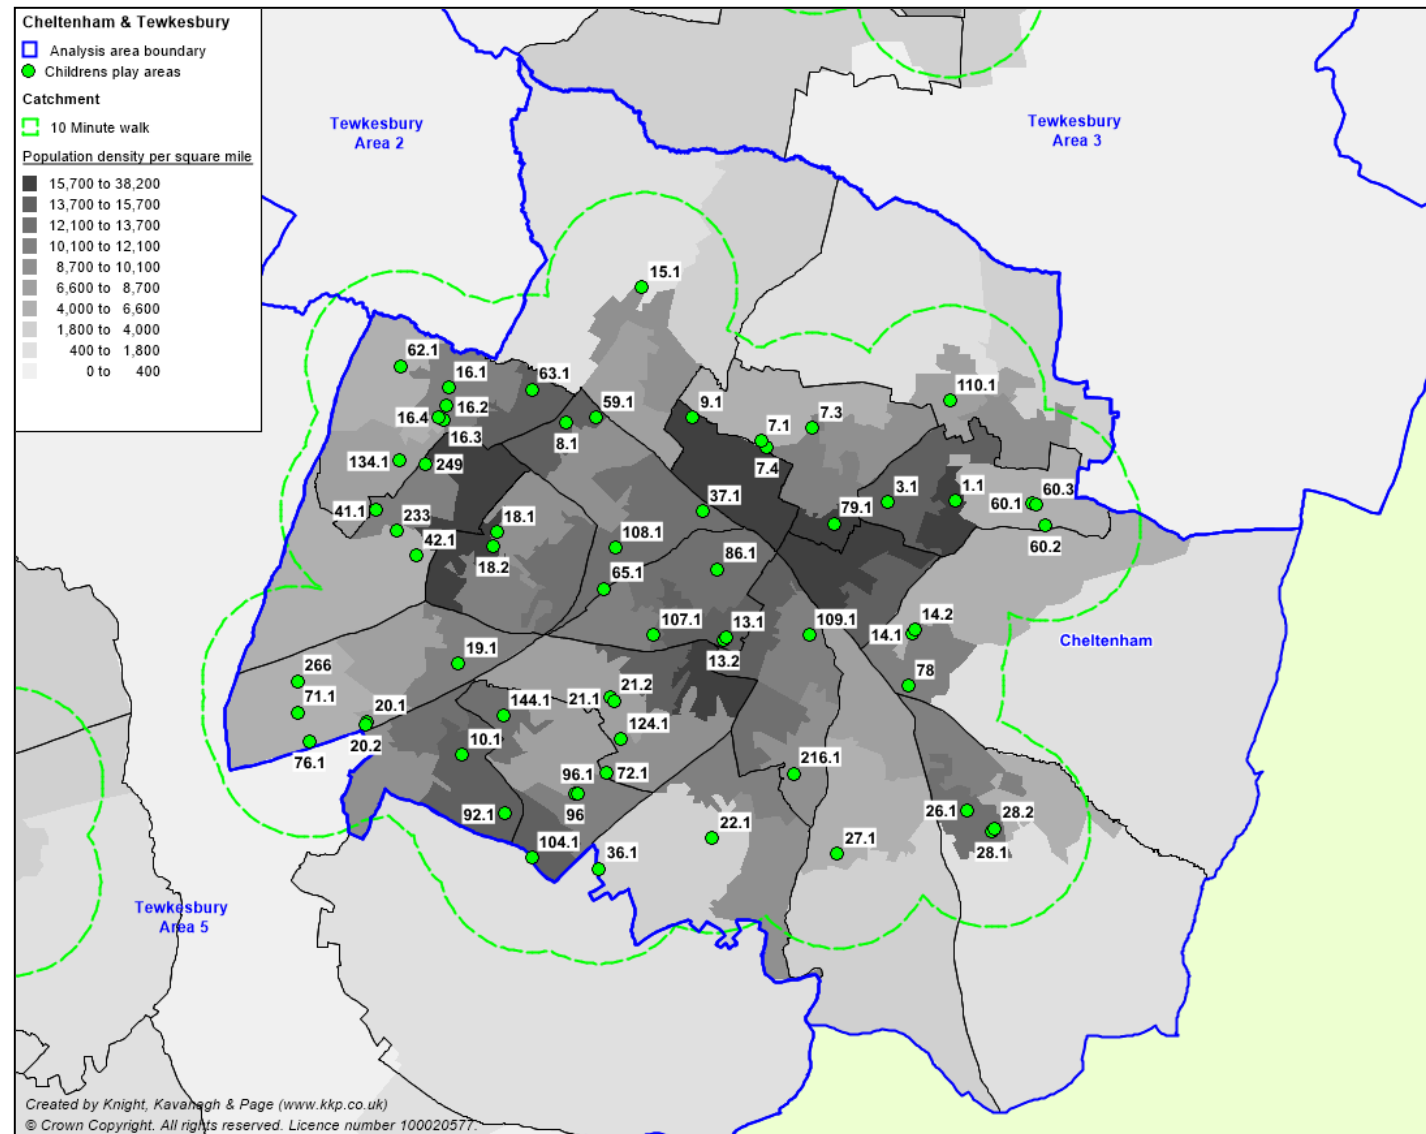 Cheltenham & Tewkesbury
Analysis area boundary
Childrens play areas
Catchment
10 Minute walk
Population density per square mile
15,700 to 38,200
13,700 to 15,700
12,100 to 13,700
10,100 to 12,100
8,700 to 10,100
6,600 to 8,700
4,000 to 6,600
1,800 to 4,000
400 to 1,800
0 to 400
Tewkesbury
Area 2
Tewkesbury
Area 3
15.1
62.1
16.1
63.1
16.2
59.1
9.1
110.1
16.4
16.3
8.1
7.1
7.3
134.1
249
7.4
41.1
233
18.1
37.1
3.1
1.1
60.1
60.3
79.1
42.1
108.1
60.2
18.2
86.1
65.1
107.1
13.1
109.1
14.2
14.1
Cheltenham
19.1
13.2
266
78
71.1
20.1
144.1
21.1
21.2
20.2
124.1
76.1
10.1
216.1
96.1
72.1
92.1
96
26.1
28.2
22.1
104.1
36.1
27.1
28.1
Tewkesbury
Area 5
Created by Knight, Kavanagh & Page (www.kkp.co.uk)
© Crown Copyright. All rights reserved. Licence number 100020577.